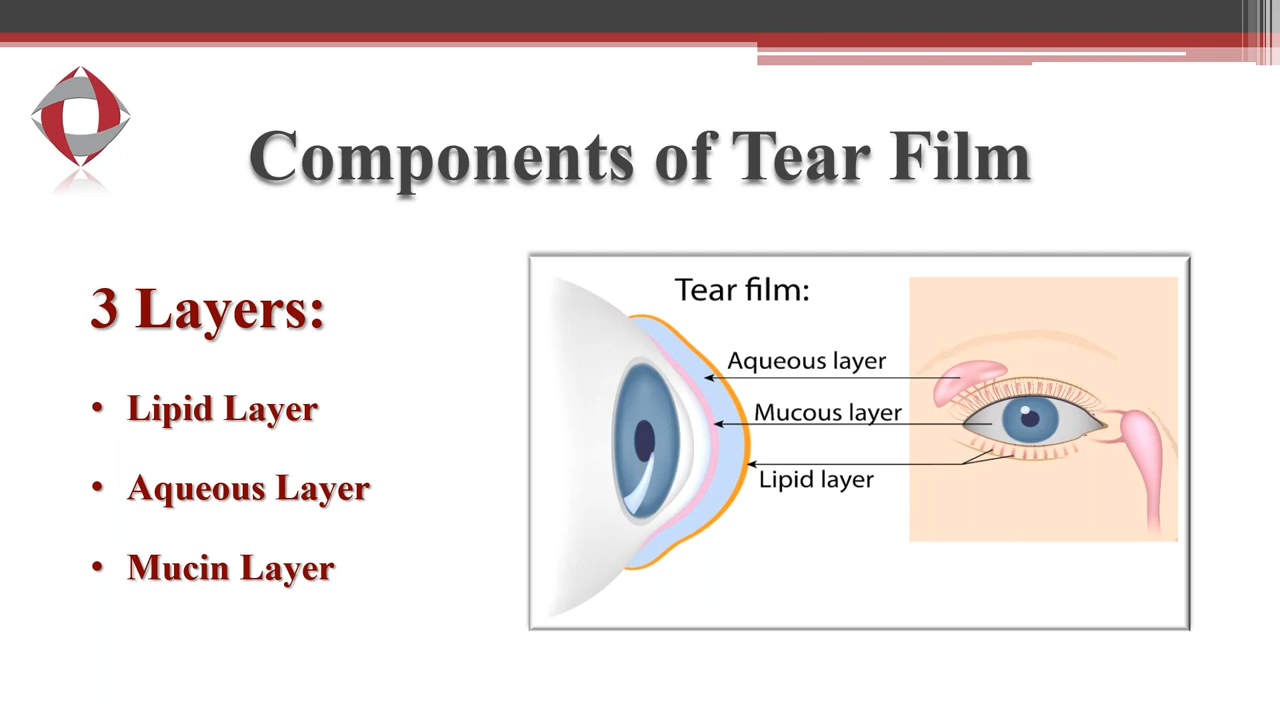 Components of Tear Film
3 Layers:
• Lipid Layer
• Aqueous Layer
• Mucin Layer
Tear film:
Aqueous layer
Mucous layer
Lipid layer